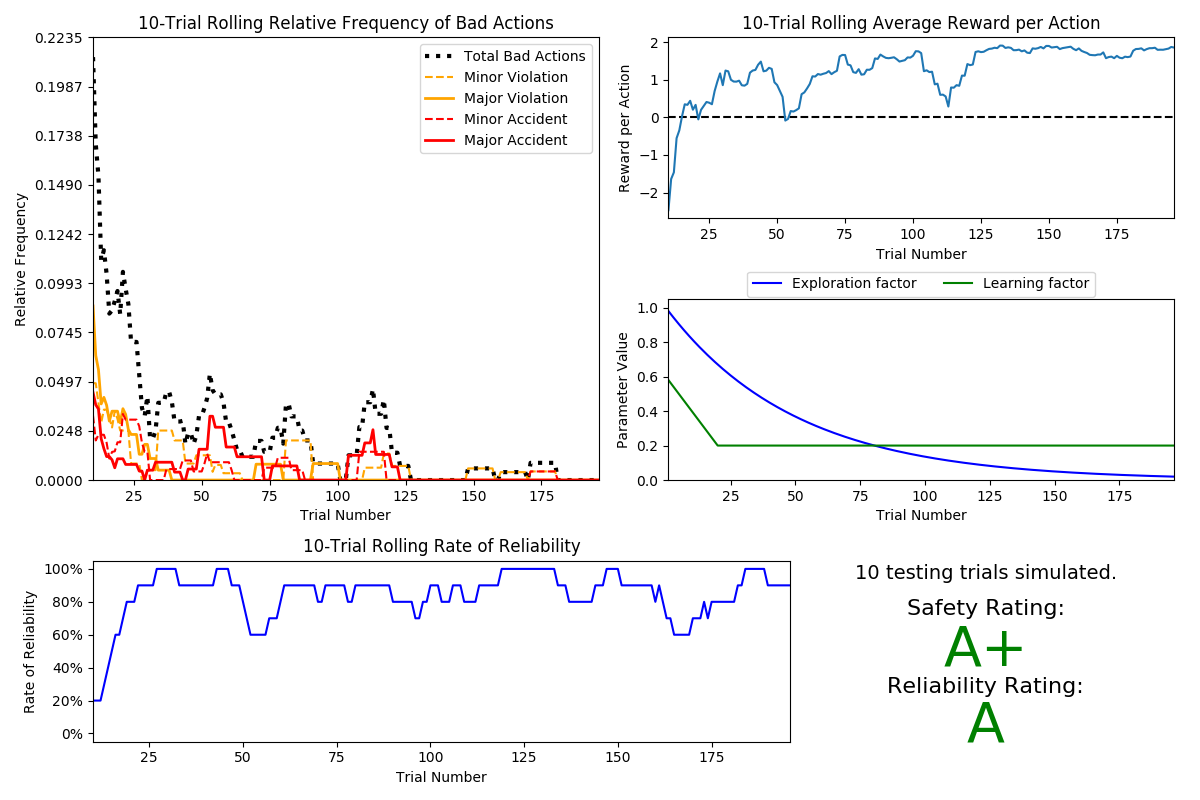 10-Trial Rolling Relative Frequency of Bad Actions
0.2235
0.1987
0.1738
0.1490
0.1242
0.0993
0.0745
0.0497
0.0248
0.0000
Relative Frequency
Total Bad Actions
Minor Violation
Major Violation
Minor Accident
Major Accident
25 50 75 100 125 150 175
Trial Number
10-Trial Rolling Average Reward per Action
2
1
0
−1
−2
Reward per Action
25 50 75 100 125 150 175
Trial Number
Exploration factor Learning factor
1.0
0.8
0.6
0.4
0.2
0.0
Parameter Value
25 50 75 100 125 150 175
Trial Number
10-Trial Rolling Rate of Reliability
100%
80%
60%
40%
20%
0%
Rate of Reliability
25 50 75 100 125 150 175
Trial Number
10 testing trials simulated.
Safety Rating:
A+
Reliability Rating:
A